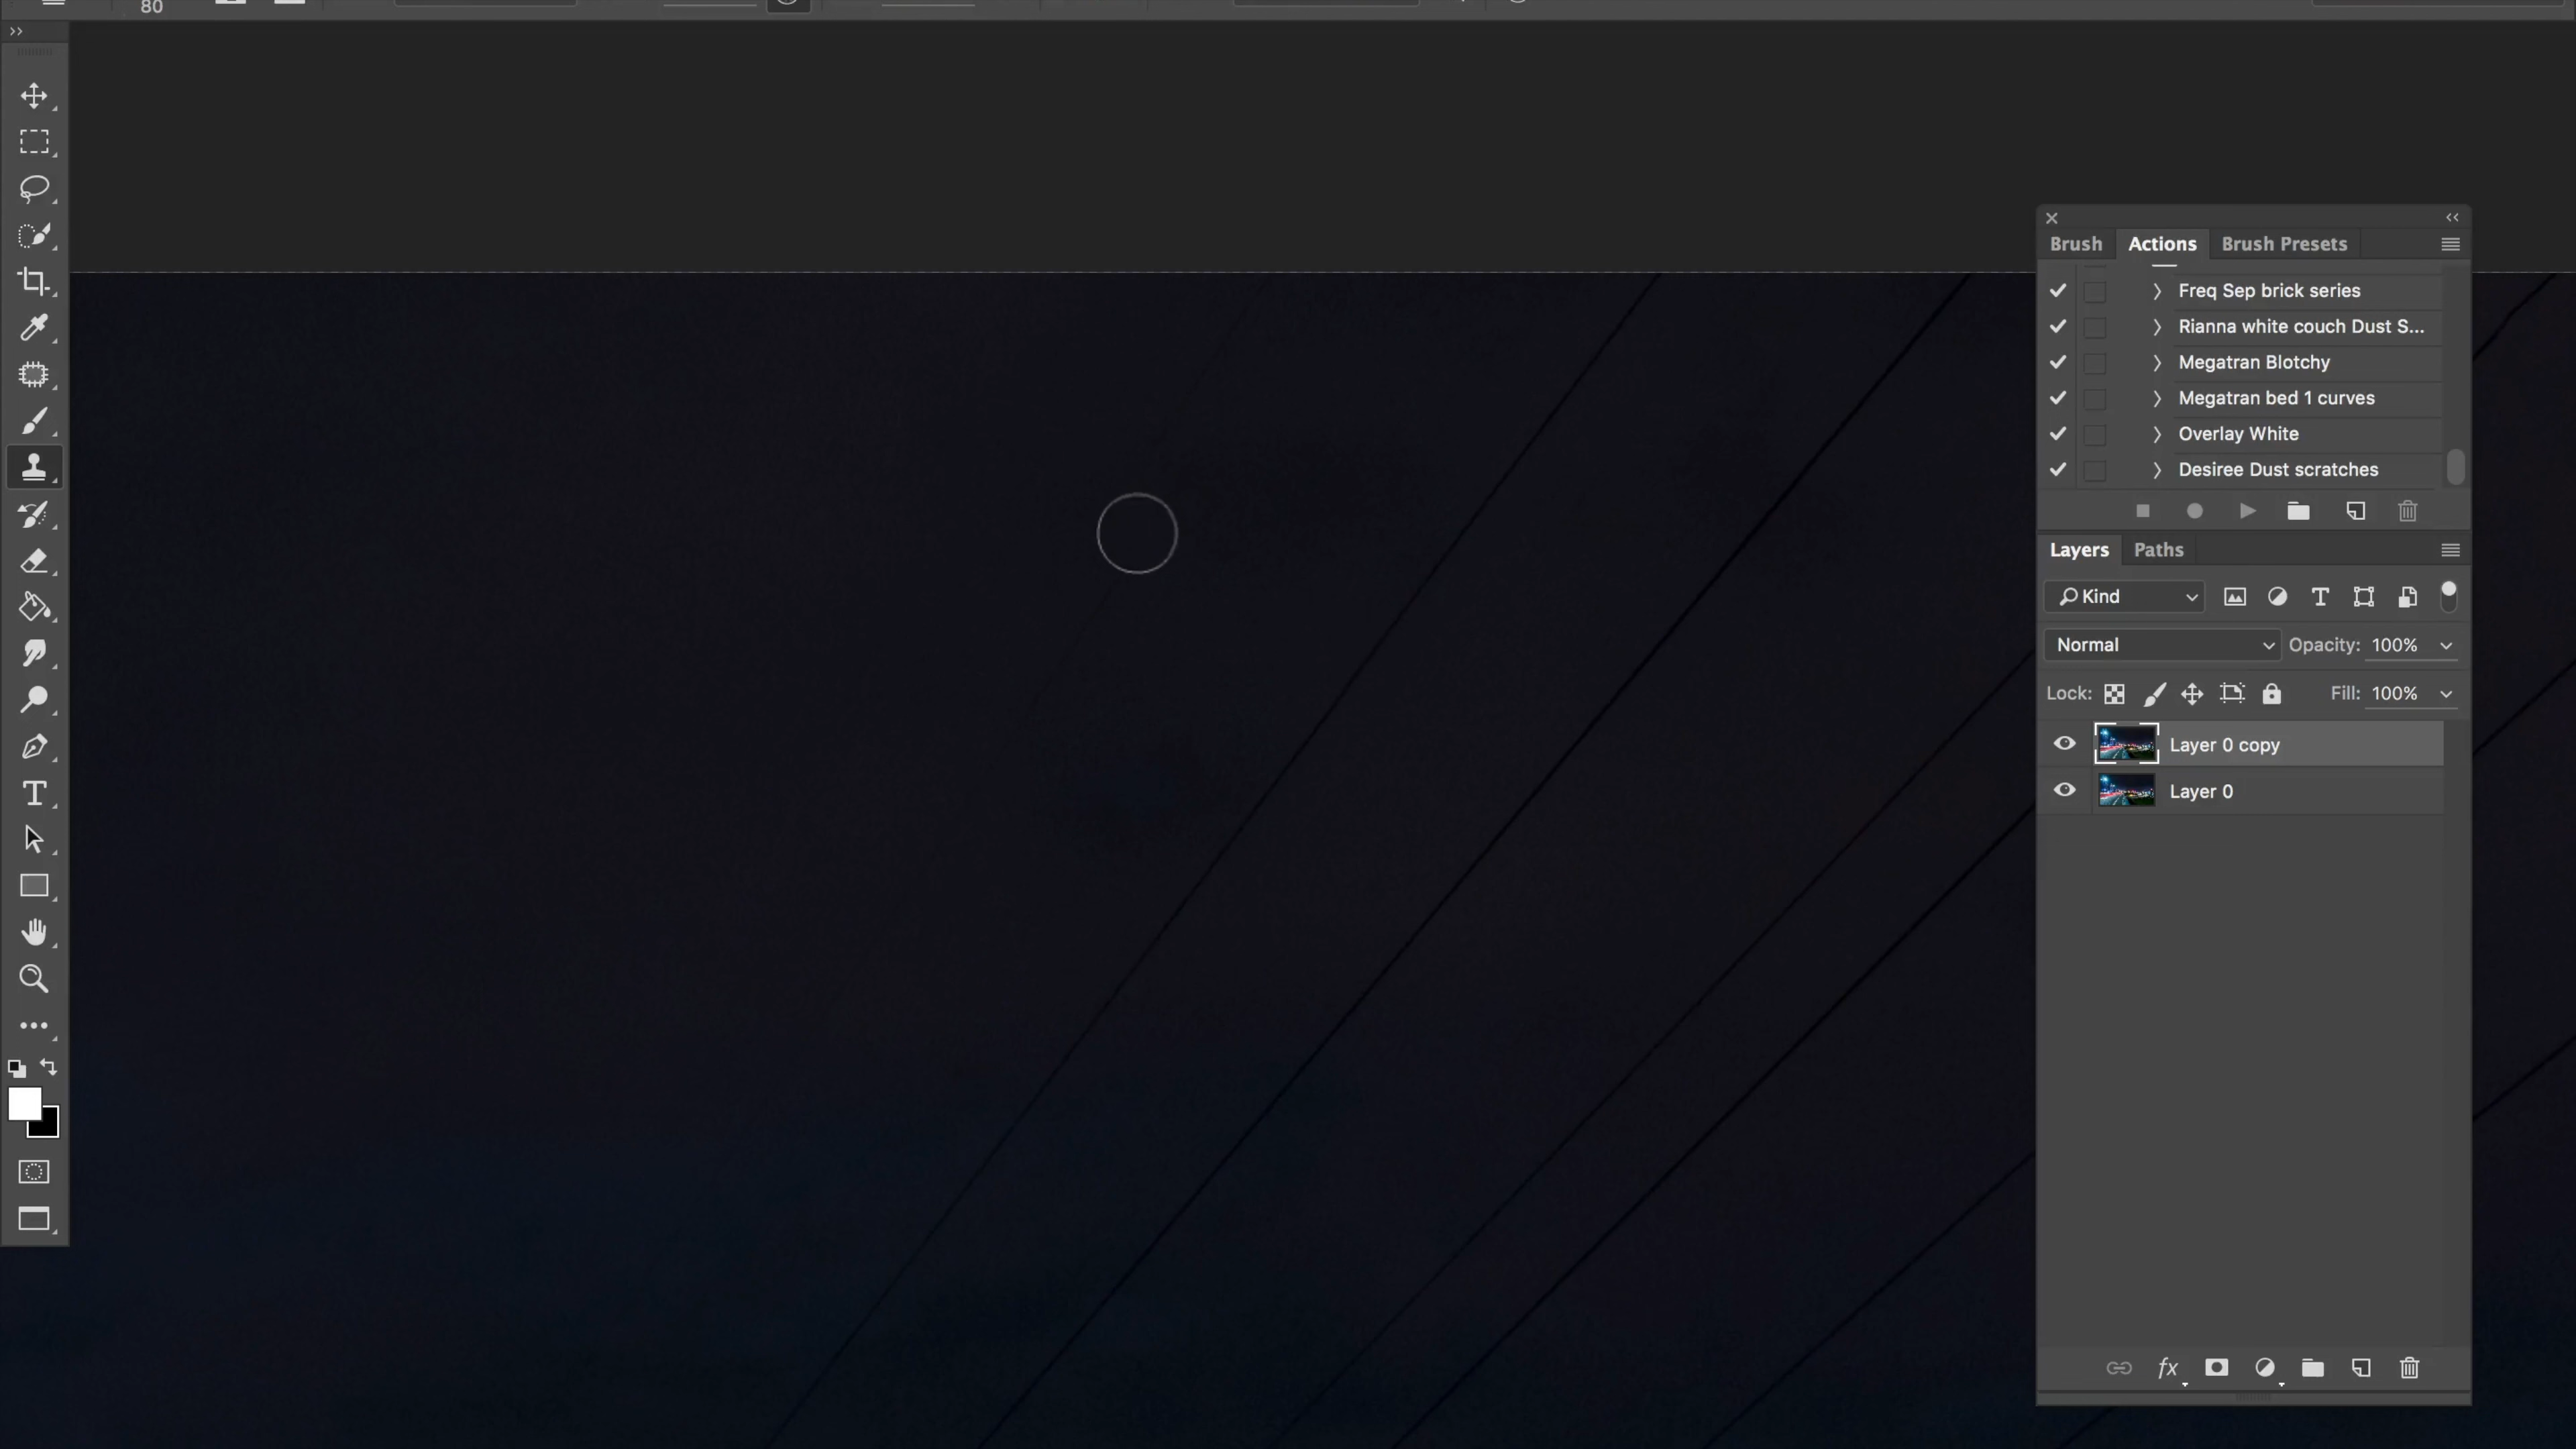 80
Brush Actions Brush Presets
Freq Sep brick series
Rianna white couch Dust S...
Megatran Blotchy
Megatran bed 1 curves
Overlay White
Desiree Dust scratches
Layers Paths
Kind
Normal Opacity: 100%
Lock: Fill: 100%
Layer 0 copy
Layer 0
fx